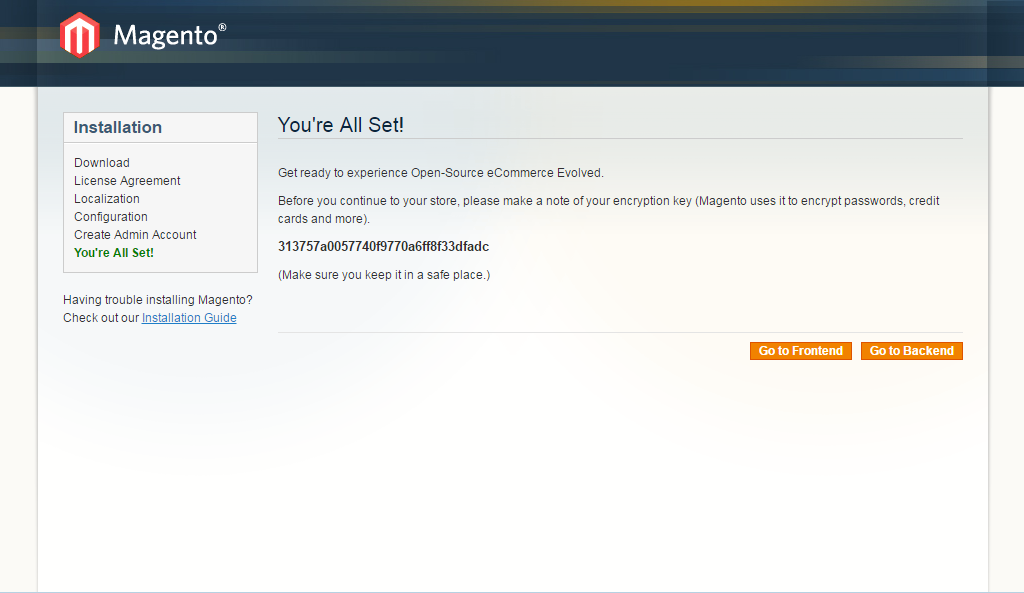 Magento®
Installation
Download
License Agreement
Localization
Configuration
Create Admin Account
You're All Set!
Having trouble installing Magento?
Check out our Installation Guide
You're All Set!
Get ready to experience Open-Source eCommerce Evolved.
Before you continue to your store, please make a note of your encryption key (Magento uses it to encrypt passwords, credit
cards and more).
313757a0057740f9770a6ff8f33dfadc
(Make sure you keep it in a safe place.)
Go to Frontend
Go to Backend